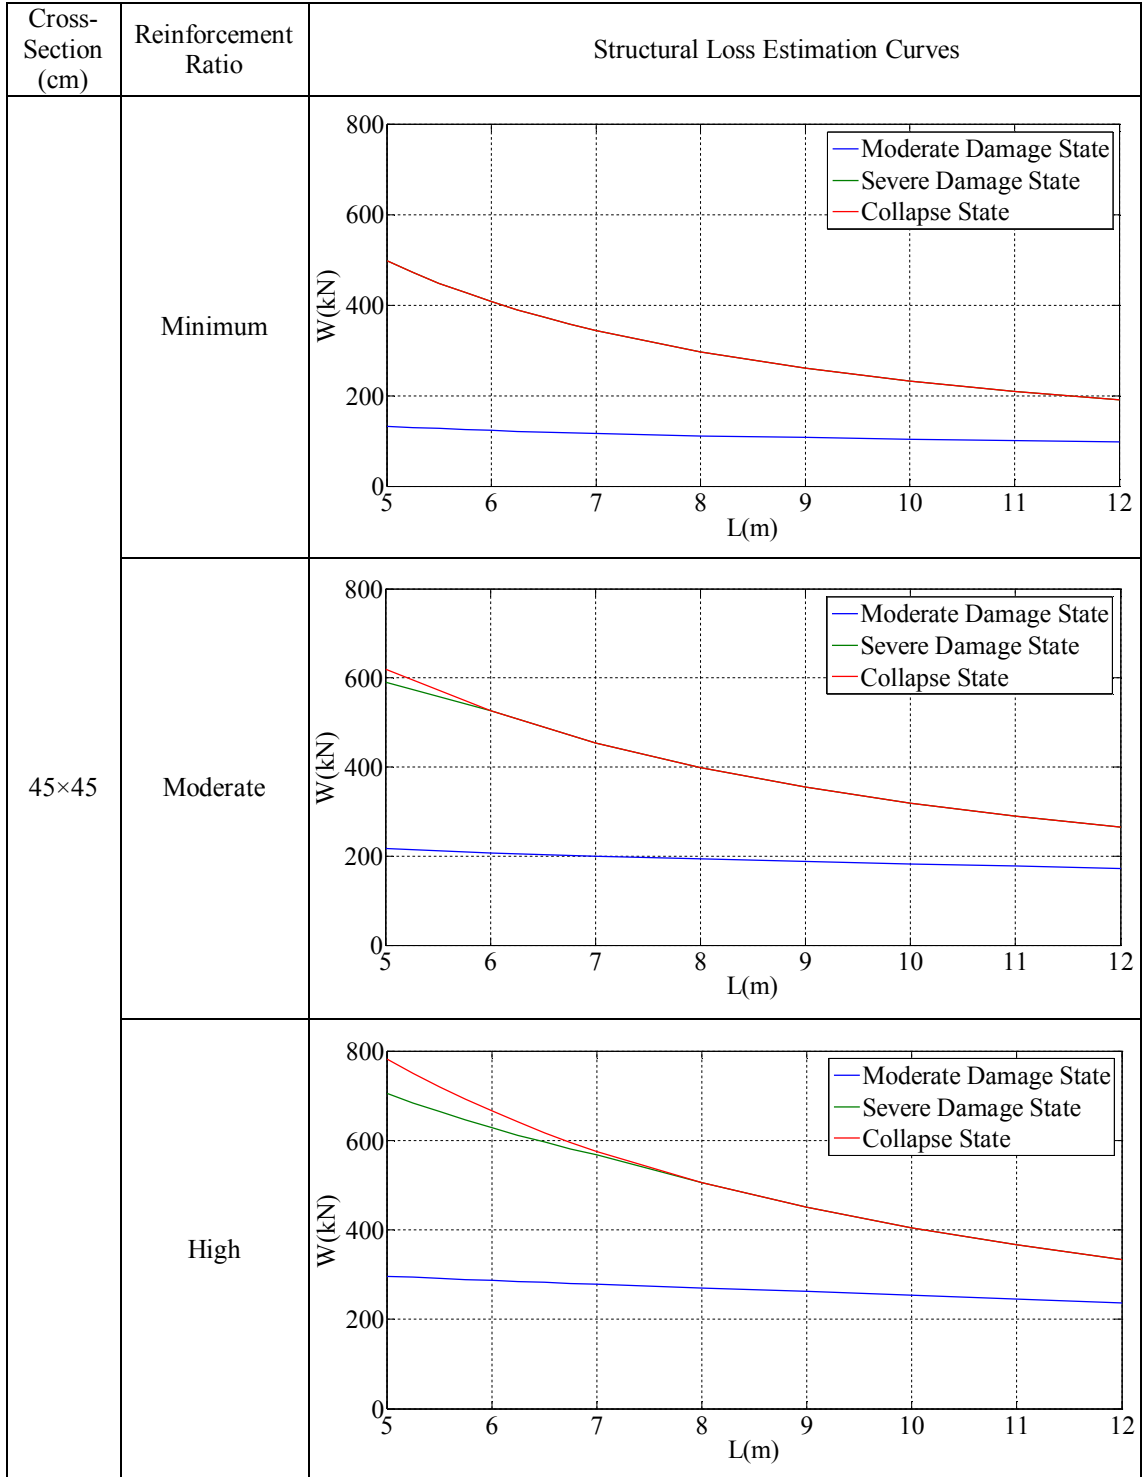 Cross-
Section
(cm)
Reinforcement
Ratio
Structural Loss Estimation Curves
45×45
Minimum
800
600
400
200
0
W(kN)
5 6 7 8 9 10 11 12
L(m)
Moderate Damage State
Severe Damage State
Collapse State
Moderate
800
600
400
200
0
W(kN)
5 6 7 8 9 10 11 12
L(m)
Moderate Damage State
Severe Damage State
Collapse State
High
800
600
400
200
0
W(kN)
5 6 7 8 9 10 11 12
L(m)
Moderate Damage State
Severe Damage State
Collapse State